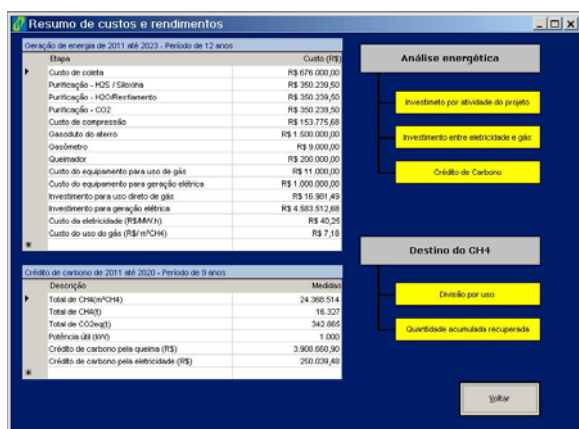 Resumo de custos e rendimentos
Geração de energia de 2011 até 2023 - Período de 12 anos
Etapa Custo (R$)
Custo de coleta R$ 676.000,00
Purificação - H2S / Siloxina R$ 350.239,50
Purificação - H2O/Resfiamento R$ 350.239,50
Purificação - CO2 R$ 350.239,50
Custo de compressão R$ 153.775,68
Gasoduto do aterro R$ 1.500.000,00
Gasômetro R$ 9.000,00
Queimador R$ 200.000,00
Custo do equipamento para uso de gás R$ 11.000,00
Custo do equipamento para geração elétrica R$ 1.000.000,00
Investimento para uso direto de gás R$ 16.981,49
Investimento para geração elétrica R$ 4.583.512,68
Custo da eletricidade (R$/MW.h) R$ 40,25
Custo do uso do gás (R$/ m³CH4) R$ 7,10
Crédito de carbono de 2011 até 2020 - Período de 9 anos
Descrição Medidas
Total de CH4(m³CH4) 24.368.514
Total de CH4(t) 16.327
Total de CO2eq(t) 342.865
Potência útil (kW) 1.000
Crédito de carbono pela queima (R$) 3.908.660,90
Crédito de carbono pela eletricidade (R$) 250.039,40
Análise energética
Investimeto por atividade do projeto
Investimento entre eletricidade e gás
Crédito de Carbono
Destino do CH4
Divisão por uso
Quantidade acumulada recuperada
Voltar